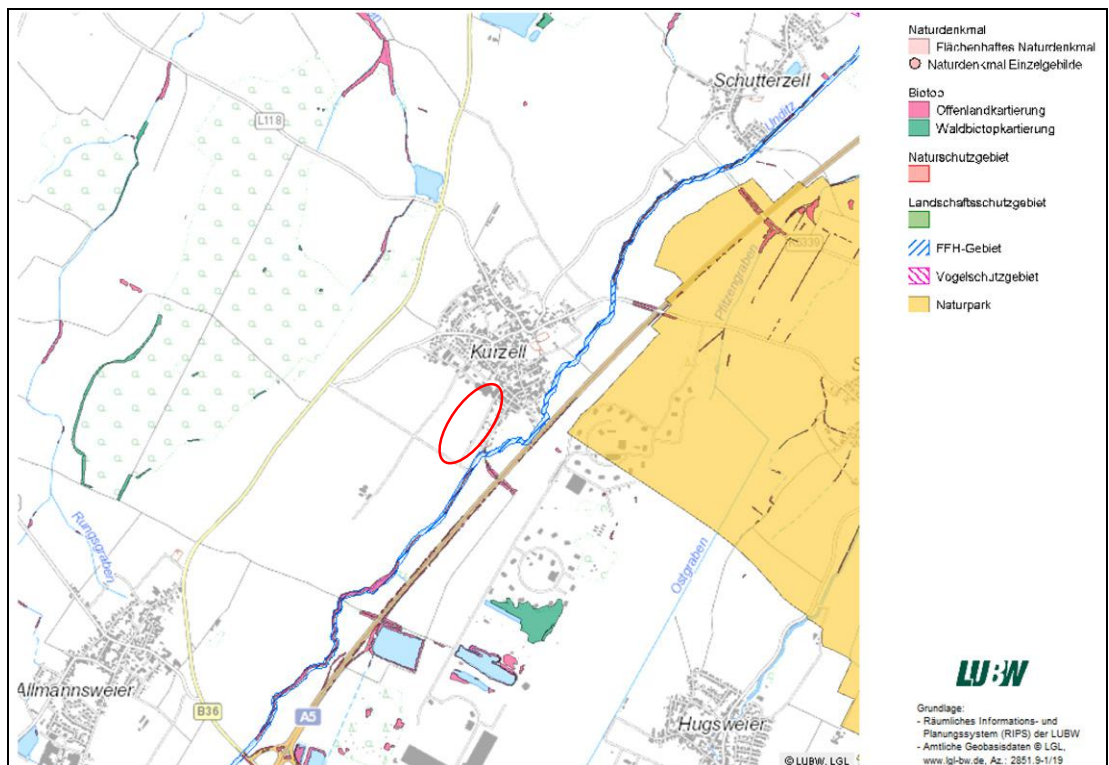 Schutterzell
Unditz
L118
Kürzell
Rungsgraben
Allmannsweier
B36
A5
Ostgraben
Hugsweier
© LUBW, LGL
Naturdenkmal
Flächenhaftes Naturdenkmal
Naturdenkmal Einzelgebilde
Biotop
Offenlandkartierung
Waldbiotopkartierung
Naturschutzgebiet
Landschaftsschutzgebiet
FFH-Gebiet
Vogelschutzgebiet
Naturpark
LUBW
Grundlage:
- Räumliches Informations- und
Planungssystem (RIPS) der LUBW
- Amtliche Geobasisdaten © LGL,
www.lgl-bw.de, Az.: 2851.9-1/19